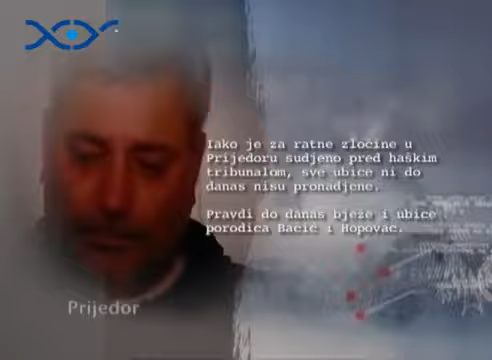 Iako je za ratne zločine u
Prijedoru sudjeno pred haškim
tribunalom, sve ubice ni do
danas nisu pronadjene.
Pravdi do danas bježe i ubice
porodica Bačić i Hopovac.
Prijedor